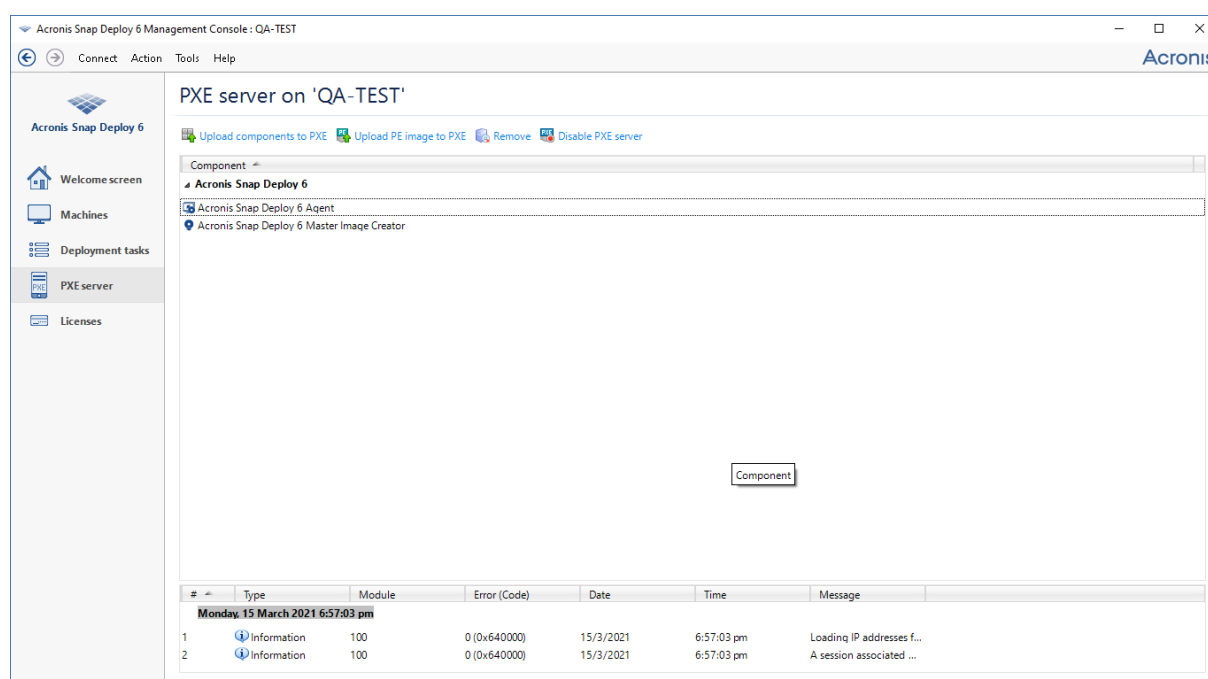 Acronis Snap Deploy 6 Management Console : QA-TEST
Connect Action Tools Help
Acronis
PXE server on 'QA-TEST'
Acronis Snap Deploy 6
Upload components to PXE Upload PE image to PXE Remove Disable PXE server
Component
Acronis Snap Deploy 6
Welcome screen
Acronis Snap Deploy 6 Agent
Machines
Acronis Snap Deploy 6 Master Image Creator
Deployment tasks
PXE
PXE server
Licenses
Component
# Type Module Error (Code) Date Time Message
Monday, 15 March 2021 6:57:03 pm
1 Information 100 0 (0x640000) 15/3/2021 6:57:03 pm Loading IP addresses f...
2 Information 100 0 (0x640000) 15/3/2021 6:57:03 pm A session associated ...